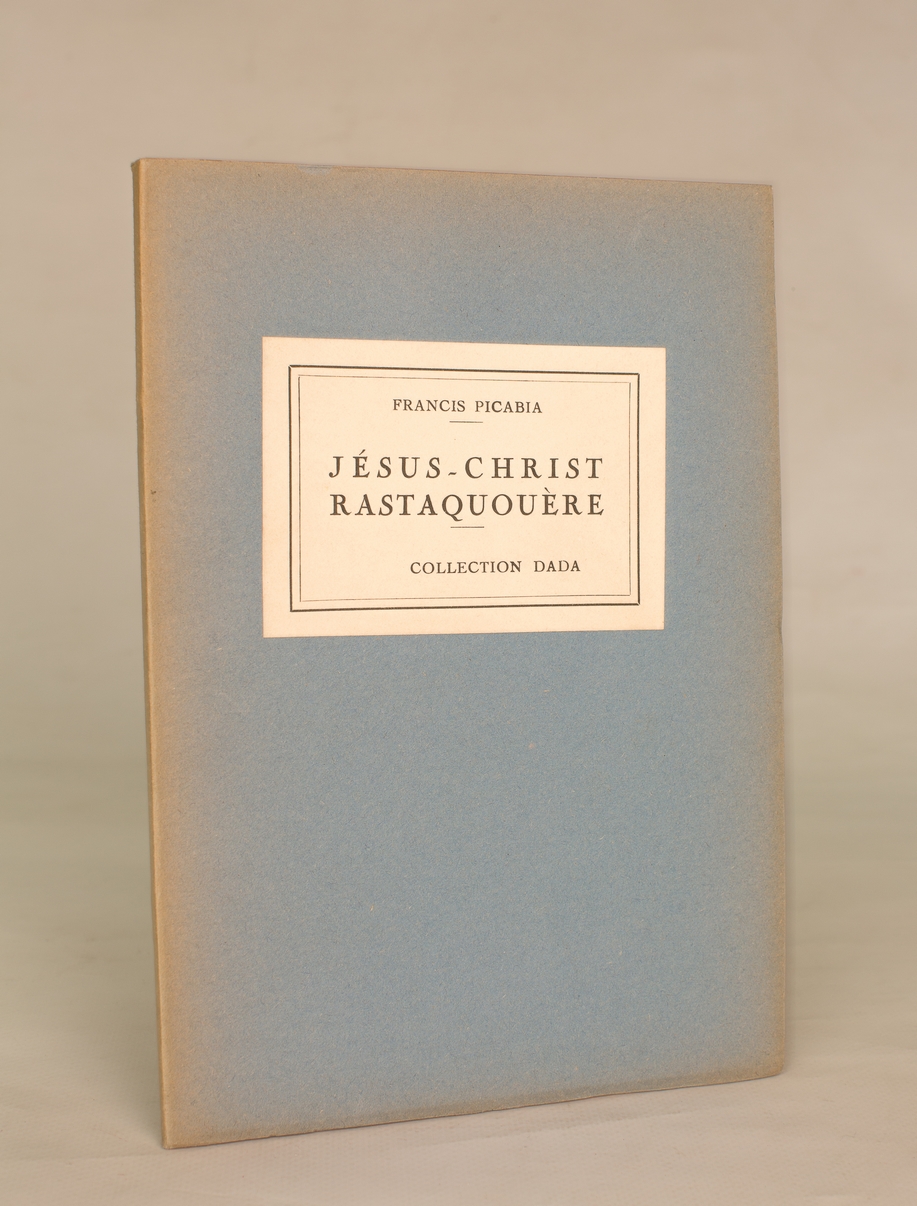 FRANCIS PICABIA
JÉSUS-CHRIST
RASTAQUOUÈRE
COLLECTION DADA